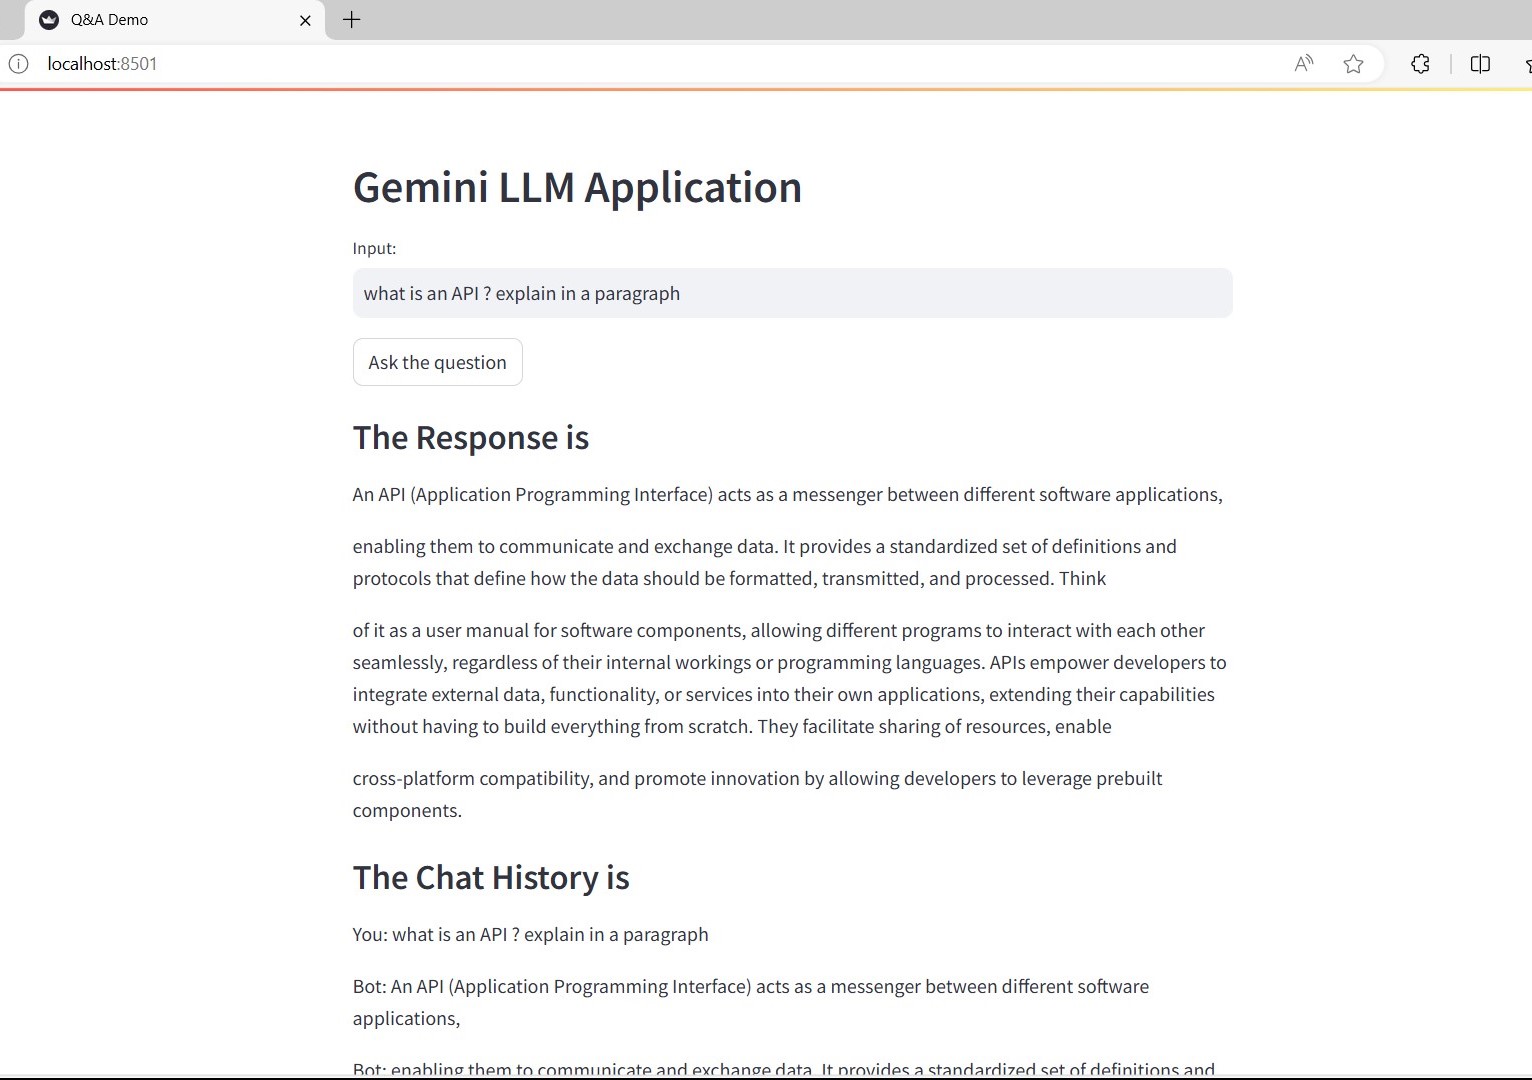 Q&A Demo
localhost:8501
Gemini LLM Application
Input:
what is an API ? explain in a paragraph
Ask the question
The Response is
An API (Application Programming Interface) acts as a messenger between different software applications,
enabling them to communicate and exchange data. It provides a standardized set of definitions and
protocols that define how the data should be formatted, transmitted, and processed. Think
of it as a user manual for software components, allowing different programs to interact with each other
seamlessly, regardless of their internal workings or programming languages. APIs empower developers to
integrate external data, functionality, or services into their own applications, extending their capabilities
without having to build everything from scratch. They facilitate sharing of resources, enable
cross-platform compatibility, and promote innovation by allowing developers to leverage prebuilt
components.
The Chat History is
You: what is an API ? explain in a paragraph
Bot: An API (Application Programming Interface) acts as a messenger between different software
applications,
Bot: enabling them to communicate and exchange data. It provides a standardized set of definitions and